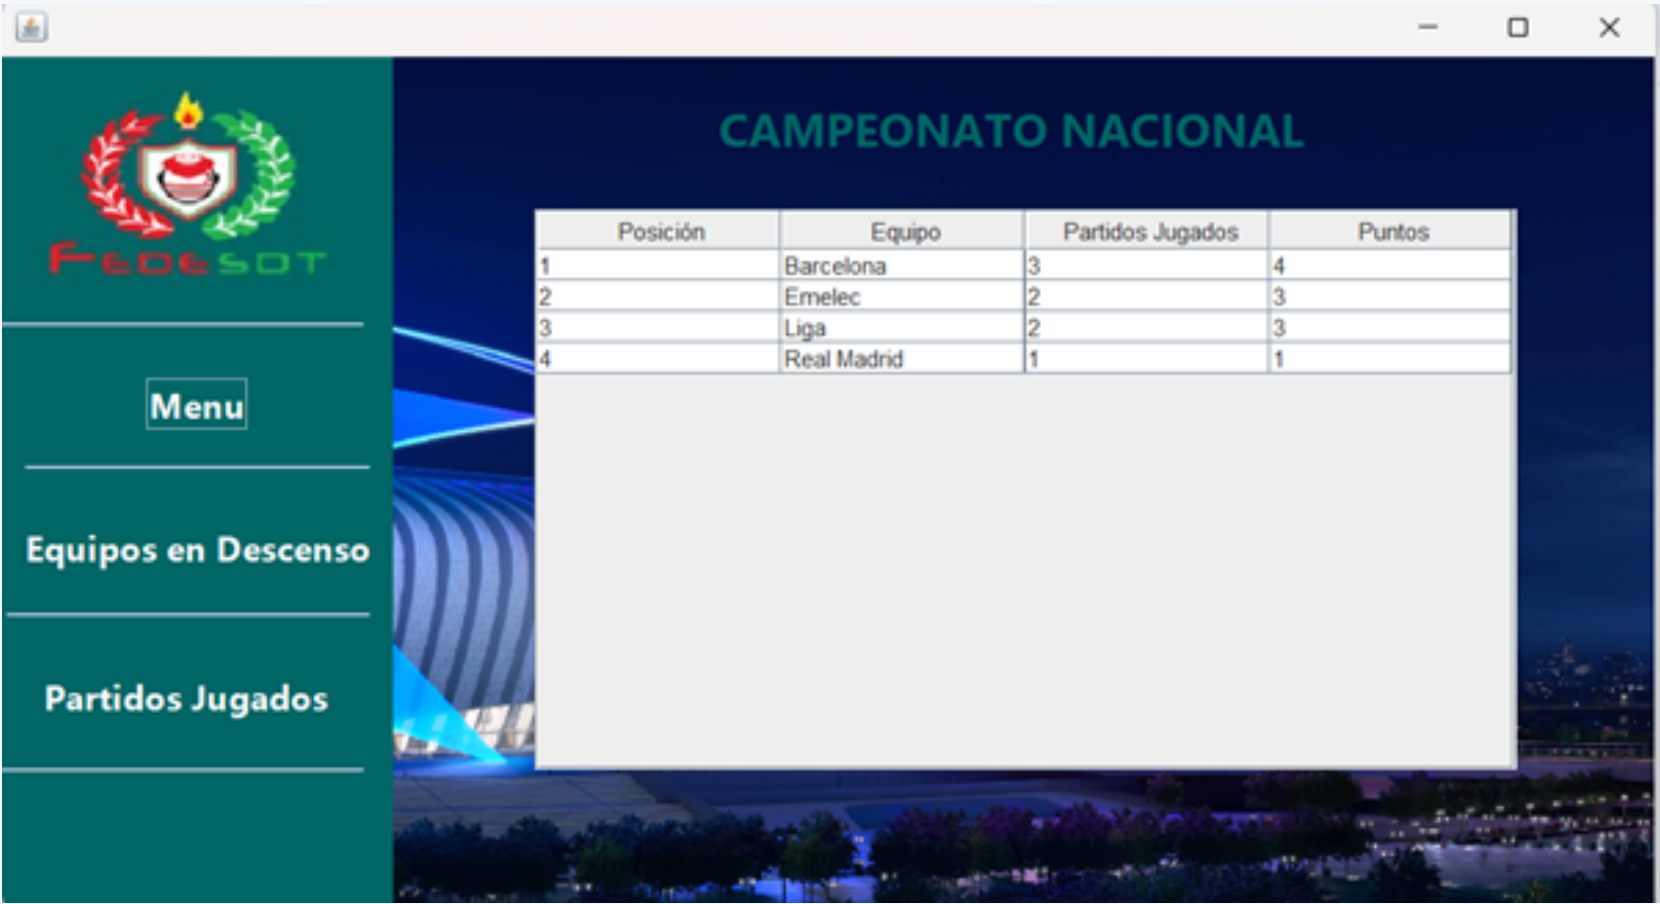 FEDESDT
Menu
Equipos en Descenso
Partidos Jugados
CAMPEONATO NACIONAL
Posición Equipo Partidos Jugados Puntos
1 Barcelona 3 4
2 Emelec 2 3
3 Liga 2 3
4 Real Madrid 1 1